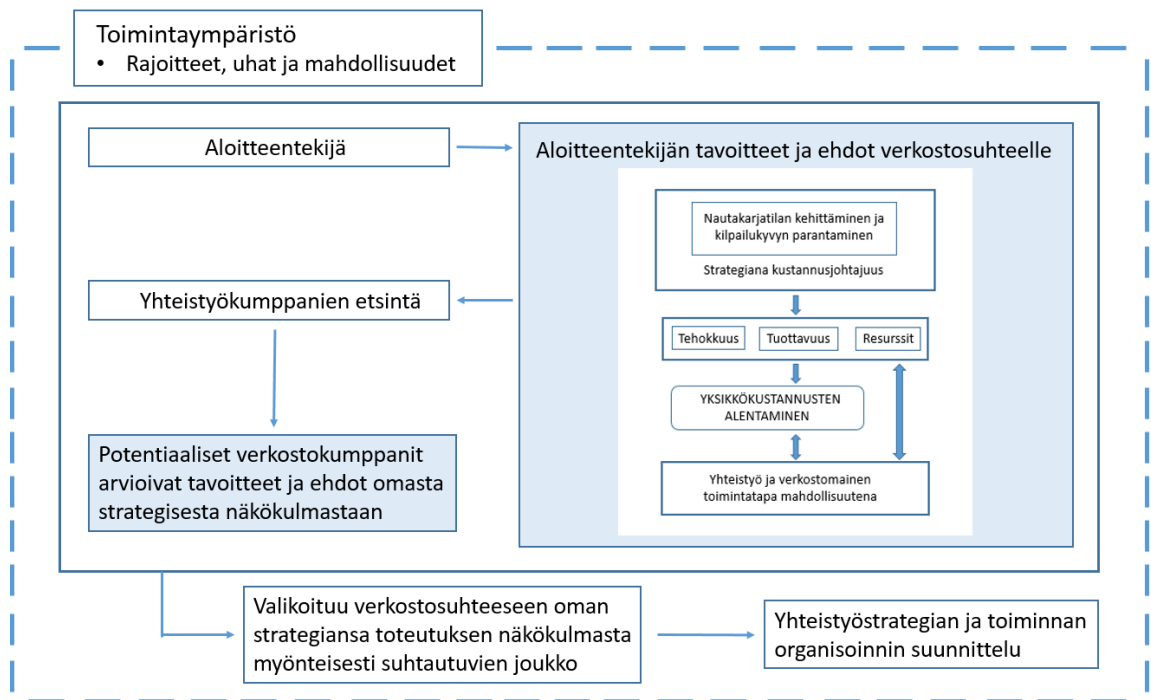 Toimintaympäristö
• Rajoitteet, uhat ja mahdollisuudet
Aloitteentekijä
Aloitteentekijän tavoitteet ja ehdot verkostosuhteelle
Nautakarjatilan kehittäminen ja
kilpailukyvyn parantaminen
Strategiana kustannusjohtajuus
Yhteistyökumppanien etsintä
Tehokkuus
Tuottavuus
Resurssit
YKSIKKÖKUSTANNUSTEN
ALENTAMINEN
Potentiaaliset verkostokumppanit
arvioivat tavoitteet ja ehdot omasta
strategisesta näkökulmastaan
Yhteistyö ja verkostomainen
toimintatapa mahdollisuutena
Valikoituu verkostosuhteeseen oman
strategiansa toteutuksen näkökulmasta
myönteisesti suhtautuvien joukko
Yhteistyöstrategian ja toiminnan
organisoinnin suunnittelu